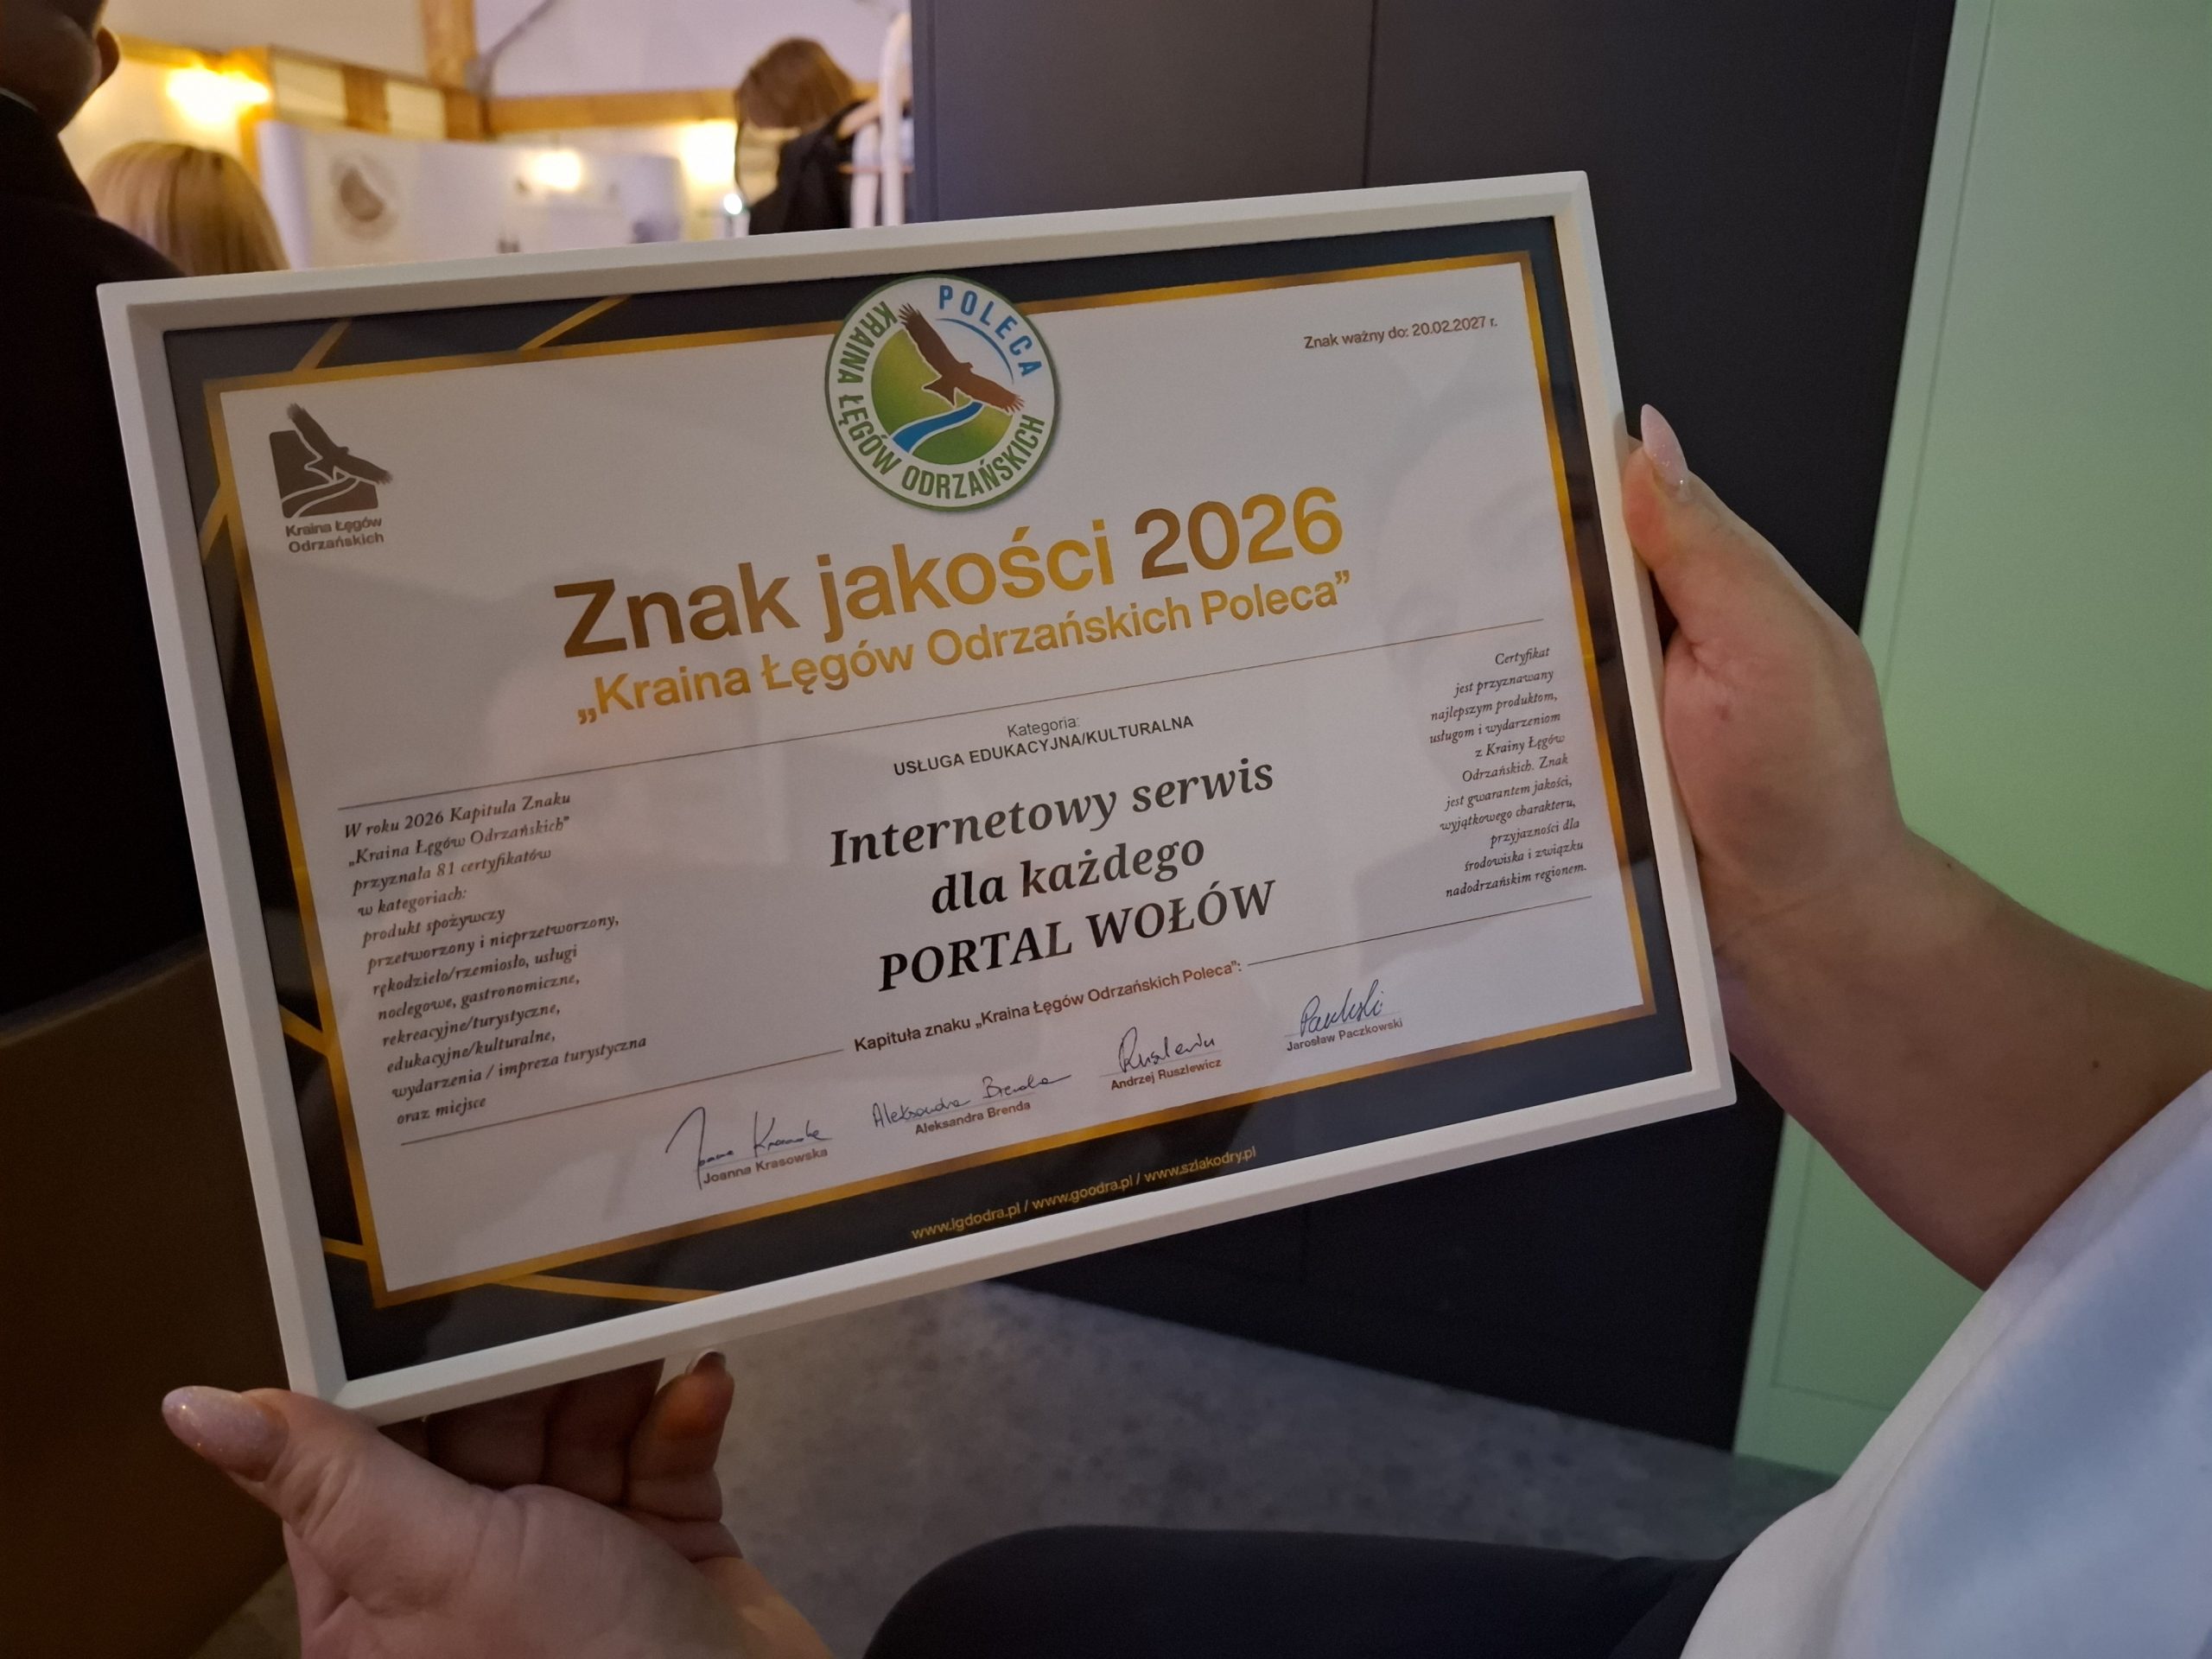 KRAINA ŁĘGÓW ODRZAŃSKICH
POLECA
Znak ważny do: 20.02.2027 r.
Kraina Łęgów
Odrzańskich
Znak jakości 2026
„Kraina Łęgów Odrzańskich Poleca”
Kategoria:
USŁUGA EDUKACYJNA/KULTURALNA
Internetowy serwis
dla każdego
PORTAL WOŁÓW
W roku 2026 Kapituła Znaku
„Kraina Łęgów Odrzańskich”
przyznała 81 certyfikatów
w kategoriach:
produkt spożywczy
przetworzony i nieprzetworzony,
rękodzieło/rzemiosło, usługi
noclegowe, gastronomiczne,
rekreacyjne/turystyczne,
edukacyjne/kulturalne,
wydarzenia / impreza turystyczna
oraz miejsce
Certyfikat
jest przyznawany
najlepszym produktom,
usługom i wydarzeniom
z Krainy Łęgów
Odrzańskich. Znak
jest gwarantem jakości,
wyjątkowego charakteru,
przyjazności dla
środowiska i związku
nadodrzańskim regionem.
Kapituła znaku „Kraina Łęgów Odrzańskich Poleca”:
Joanna Krasowska
Aleksandra Brenda
Aleksandra Brenda
Andrzej Ruszlewicz
Jarosław Paczkowski
www.lgdodra.pl / www.goodra.pl / www.szlakodry.pl